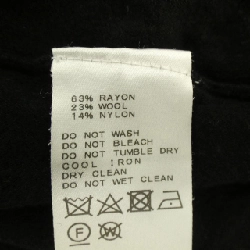 63% RAYON
23% WOOL
14% NYLON
DO NOT WASH
DO NOT BLEACH
DO NOT TUMBLE DRY
COOL IRON
DRY CLEAN
DO NOT WET CLEAN
F W